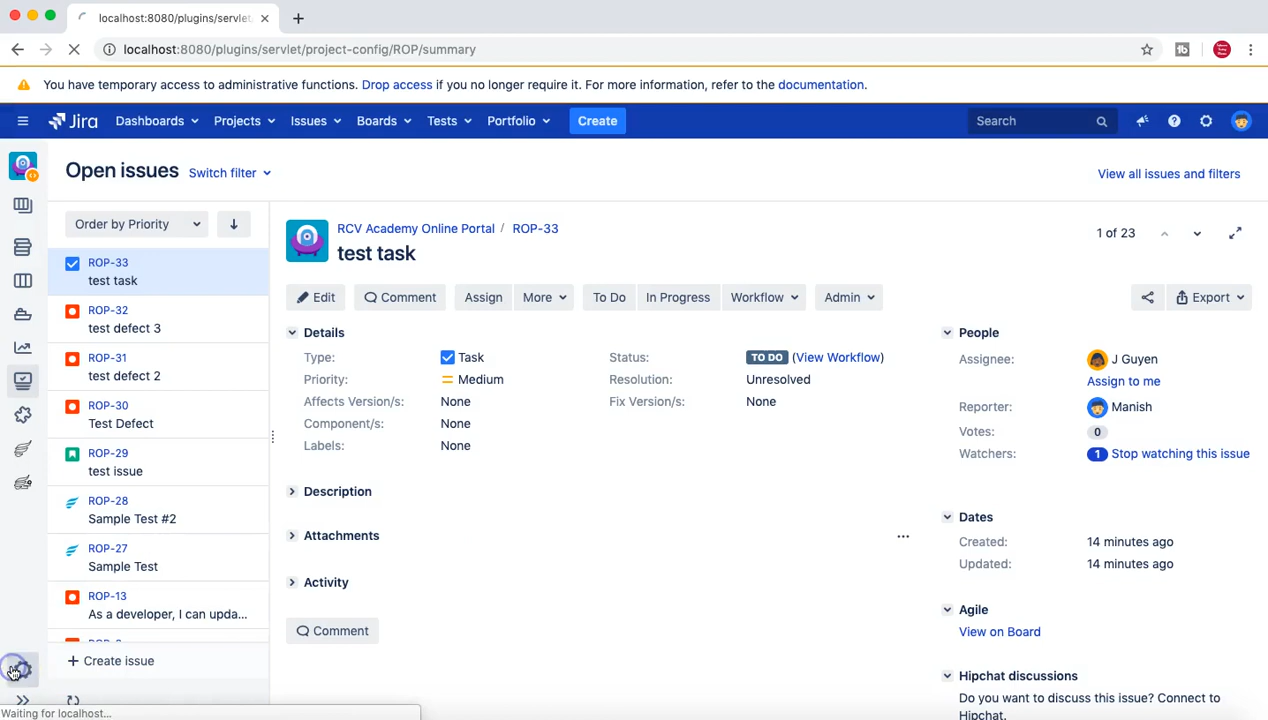 localhost:8080/plugins/servlet
localhost:8080/plugins/servlet/project-config/ROP/summary
You have temporary access to administrative functions. Drop access if you no longer require it. For more information, refer to the documentation.
Jira Dashboards Projects Issues Boards Tests Portfolio Create Search
Open issues Switch filter View all issues and filters
Order by Priority
ROP-33
test task
ROP-32
test defect 3
ROP-31
test defect 2
ROP-30
Test Defect
ROP-29
test issue
ROP-28
Sample Test #2
ROP-27
Sample Test
ROP-13
As a developer, I can upda...
+ Create issue
RCV Academy Online Portal / ROP-33
test task
1 of 23
Edit Comment Assign More To Do In Progress Workflow Admin Export
Details
Type: Task Status: TO DO (View Workflow)
Priority: Medium Resolution: Unresolved
Affects Version/s: None Fix Version/s: None
Component/s: None
Labels: None
Description
Attachments
Activity
Comment
People
Assignee: J Guyen
Assign to me
Reporter: Manish
Votes: 0
Watchers: 1 Stop watching this issue
Dates
Created: 14 minutes ago
Updated: 14 minutes ago
Agile
View on Board
Hipchat discussions
Do you want to discuss this issue? Connect to
Hipchat.
Waiting for localhost...